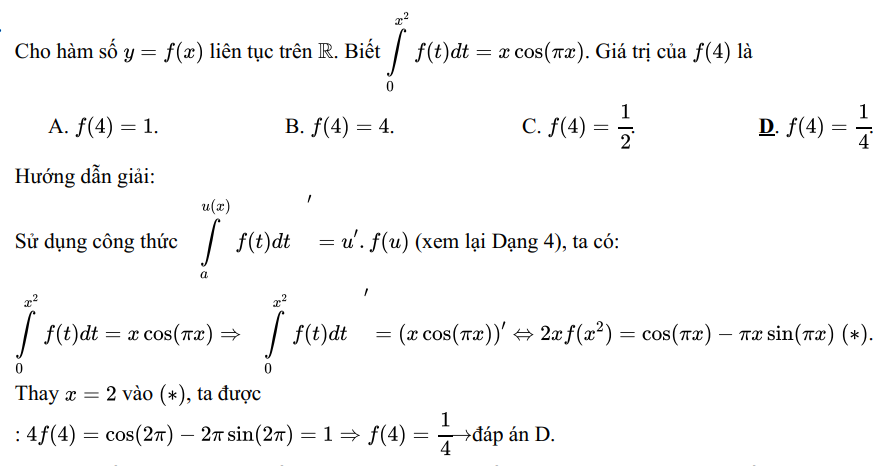 Cho hàm số y = f(x) liên tục trên ℝ. Biết ∫₀^{x²} f(t)dt = x cos(πx). Giá trị của f(4) là
A. f(4) = 1. B. f(4) = 4. C. f(4) = 1/2. D. f(4) = 1/4.
Hướng dẫn giải:
Sử dụng công thức ∫ₐ^{u(x)} f(t)dt ′ = u′. f(u) (xem lại Dạng 4), ta có:
∫₀^{x²} f(t)dt = x cos(πx) ⇒ ∫₀^{x²} f(t)dt ′ = (x cos(πx))′ ⇔ 2xf(x²) = cos(πx) − πx sin(πx) (∗).
Thay x = 2 vào (∗), ta được
: 4f(4) = cos(2π) − 2π sin(2π) = 1 ⇒ f(4) = 1/4 →đáp án D.